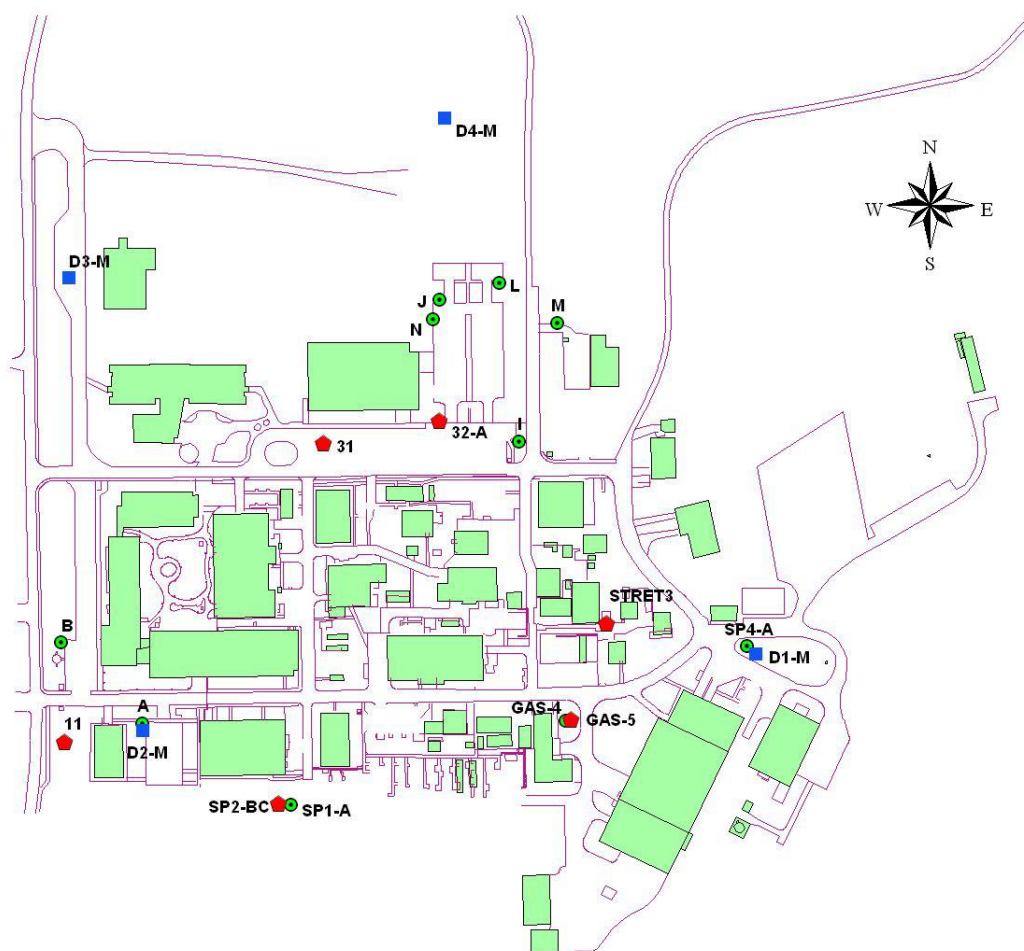 D4-M
N
W
E
S
D3-M
L
J
M
N
I
32-A
31
STRET3
B
SP4-A
D1-M
A
GAS-4
GAS-5
11
D2-M
SP2-BC
SP1-A